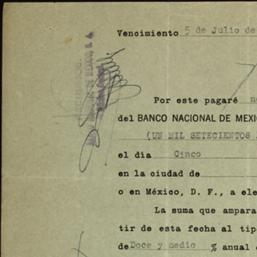 Vencimiento 5 de Julio de
Por este pagaré
del BANCO NACIONAL DE MEXI
(UN MIL SETECIENTOS
el día Cinco
en la ciudad de
o en México, D. F., a ele
La suma que ampara
tir de esta fecha al tip
de Doce y medio % anual